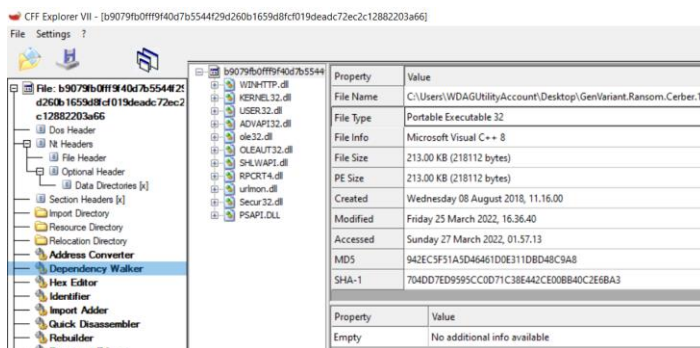 CFF Explorer VII - [b9079fb0fff9f40d7b5544f29d260b1659d8fcf019deadc72ec2c12882203a66]
File Settings ?
File: b9079fb0fff9f40d7b5544f29
d260b1659d8fcf019deadc72ec2
c12882203a66
Dos Header
Nt Headers
File Header
Optional Header
Data Directories [x]
Section Headers [x]
Import Directory
Resource Directory
Relocation Directory
Address Converter
Dependency Walker
Hex Editor
Identifier
Import Adder
Quick Disassembler
Rebuilder
b9079fb0fff9f40d7b5544
WINHTTP.dll
KERNEL32.dll
USER32.dll
ADVAPI32.dll
ole32.dll
OLEAUT32.dll
SHLWAPI.dll
RPCRT4.dll
urlmon.dll
Secur32.dll
PSAPI.DLL
Property Value
File Name C:\Users\WDAGUtilityAccount\Desktop\GenVariant.Ransom.Cerber.1
File Type Portable Executable 32
File Info Microsoft Visual C++ 8
File Size 213.00 KB (218112 bytes)
PE Size 213.00 KB (218112 bytes)
Created Wednesday 08 August 2018, 11.16.00
Modified Friday 25 March 2022, 16.36.40
Accessed Sunday 27 March 2022, 01.57.13
MD5 942EC5F51A5D46461D0E311DBD48C9A8
SHA-1 704DD7ED9595CC0D71C38E442CE00BB40C2E6BA3
Property Value
Empty No additional info available